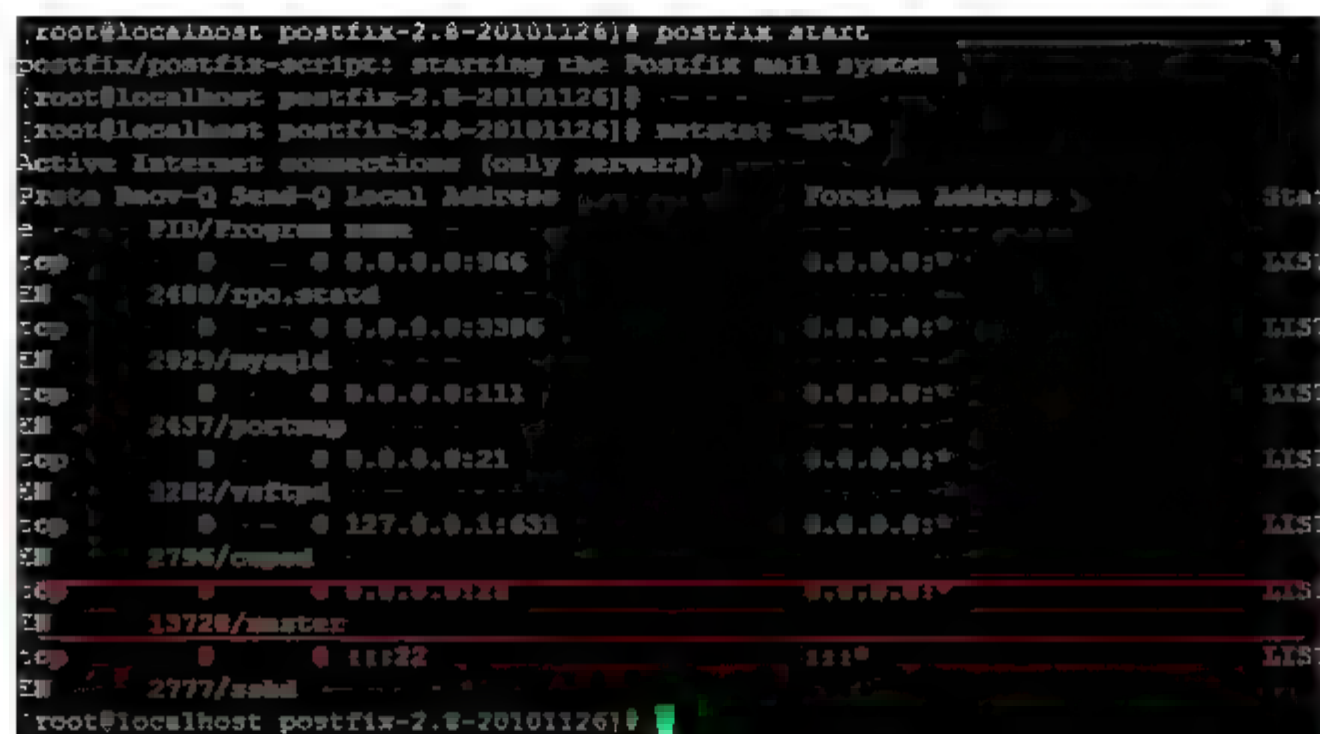 [root@localhost postfix-2.8-20101126]# postfix start
postfix/postfix-script: starting the Postfix mail system
[root@localhost postfix-2.8-20101126]#
[root@localhost postfix-2.8-20101126]# netstat -ntlp
Active Internet connections (only servers)
Proto Recv-Q Send-Q Local Address Foreign Address Stat
e PID/Program name
tcp 0 0 0.0.0.0:966 0.0.0.0:* LIST
EN 2480/rpc.statd
tcp 0 0 0.0.0.0:3306 0.0.0.0:* LIST
EN 2929/mysqld
tcp 0 0 0.0.0.0:111 0.0.0.0:* LIST
EN 2437/portmap
tcp 0 0 0.0.0.0:21 0.0.0.0:* LIST
EN /vsftpd
tcp 0 0 127.0.0.1:631 0.0.0.0:* LIST
EN 2796/cupsd
tcp 0 0 0.0.0.0:25 0.0.0.0:* LIST
EN 13728/master
tcp 0 0 :::22 :::* LIST
EN 2777/sshd
[root@localhost postfix-2.8-20101126]#